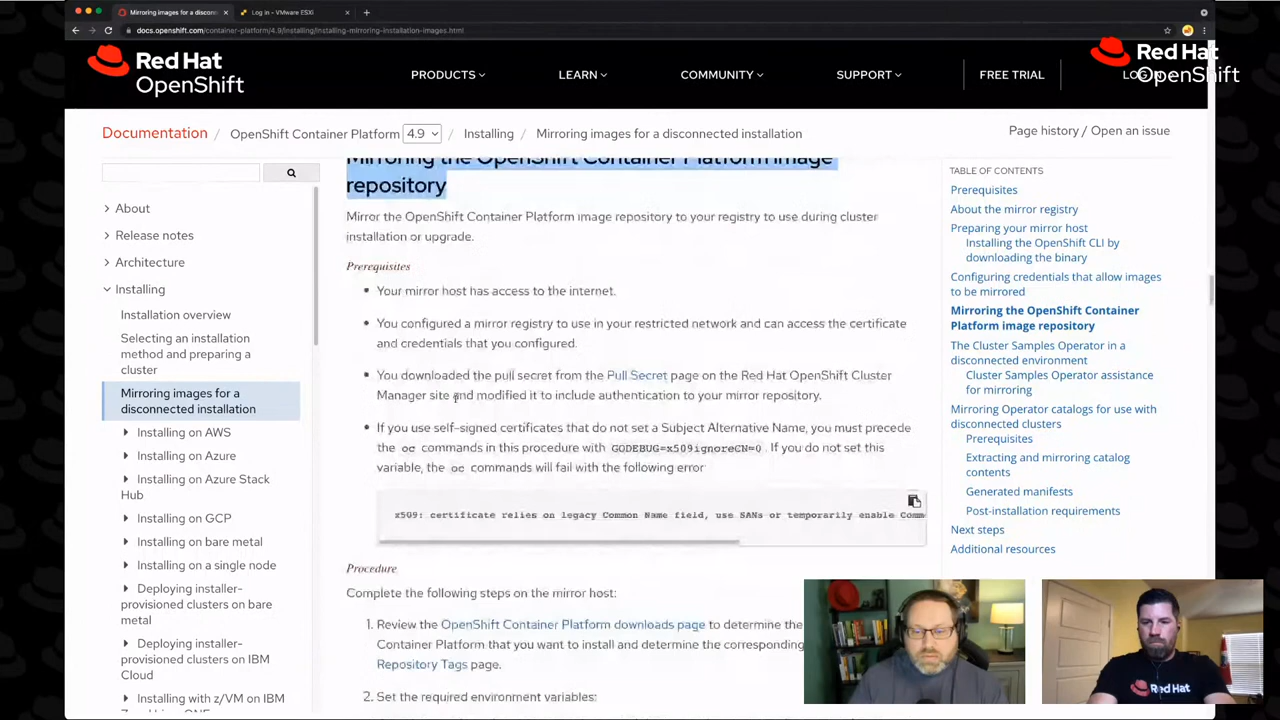 Mirroring images for a disconn
Log in - VMware ESXi
docs.openshift.com/container-platform/4.9/installing/installing-mirroring-installation-images.html
Red Hat
OpenShift
PRODUCTS
LEARN
COMMUNITY
SUPPORT
FREE TRIAL
LOG IN
Red Hat
OpenShift
Documentation / OpenShift Container Platform 4.9 / Installing / Mirroring images for a disconnected installation
Page history / Open an issue
About
Release notes
Architecture
Installing
Installation overview
Selecting an installation
method and preparing a
cluster
Mirroring images for a
disconnected installation
Installing on AWS
Installing on Azure
Installing on Azure Stack
Hub
Installing on GCP
Installing on bare metal
Installing on a single node
Deploying installer-
provisioned clusters on bare
metal
Deploying installer-
provisioned clusters on IBM
Cloud
Installing with z/VM on IBM
Mirroring the OpenShift Container Platform image
repository
Mirror the OpenShift Container Platform image repository to your registry to use during cluster
installation or upgrade.
Prerequisites
Your mirror host has access to the internet.
You configured a mirror registry to use in your restricted network and can access the certificate
and credentials that you configured.
You downloaded the pull secret from the Pull Secret page on the Red Hat OpenShift Cluster
Manager site and modified it to include authentication to your mirror repository.
If you use self-signed certificates that do not set a Subject Alternative Name, you must precede
the oc commands in this procedure with GODEBUG=x509ignoreCN=0. If you do not set this
variable, the oc commands will fail with the following error:
x509: certificate relies on legacy Common Name field, use SANs or temporarily enable Comm
Procedure
Complete the following steps on the mirror host:
1. Review the OpenShift Container Platform downloads page to determine the
Container Platform that you want to install and determine the corresponding
Repository Tags page.
2. Set the required environment variables:
TABLE OF CONTENTS
Prerequisites
About the mirror registry
Preparing your mirror host
Installing the OpenShift CLI by
downloading the binary
Configuring credentials that allow images
to be mirrored
Mirroring the OpenShift Container
Platform image repository
The Cluster Samples Operator in a
disconnected environment
Cluster Samples Operator assistance
for mirroring
Mirroring Operator catalogs for use with
disconnected clusters
Prerequisites
Extracting and mirroring catalog
contents
Generated manifests
Post-installation requirements
Next steps
Additional resources
Red Hat